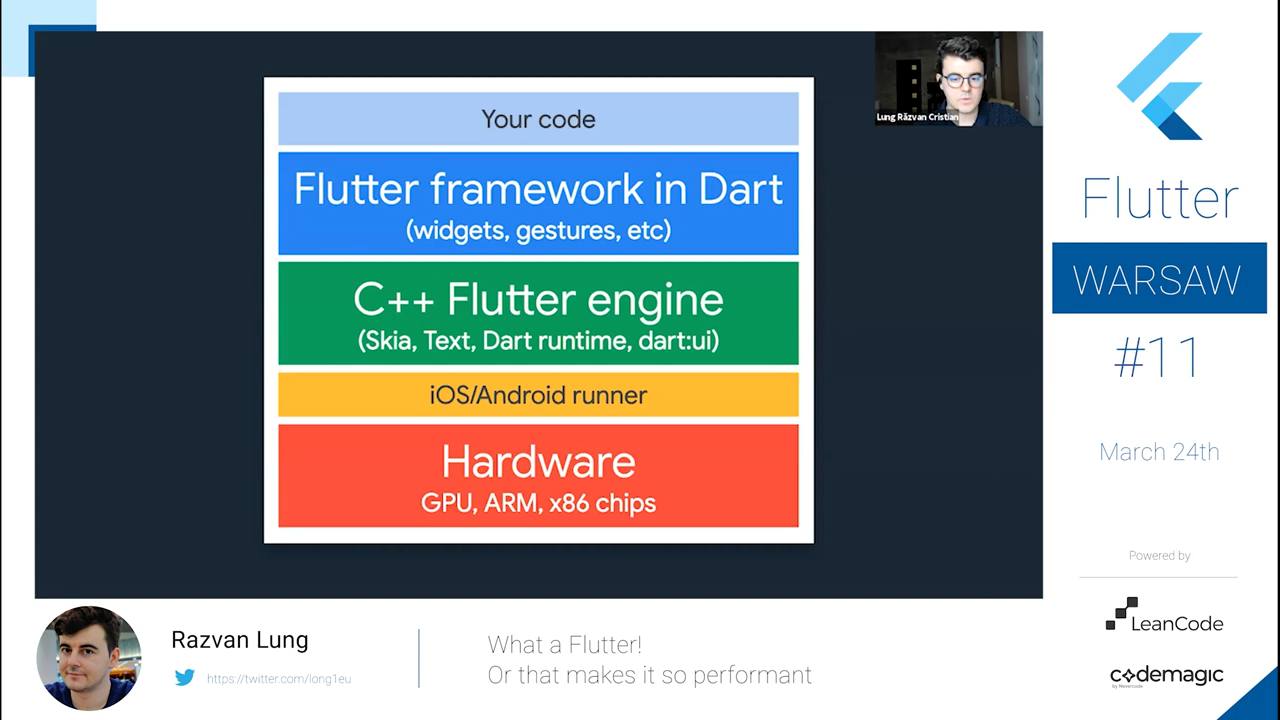 Your code
Flutter framework in Dart
(widgets, gestures, etc)
C++ Flutter engine
(Skia, Text, Dart runtime, dart:ui)
iOS/Android runner
Hardware
GPU, ARM, x86 chips
Lung Răzvan Cristian
Flutter
WARSAW
#11
March 24th
Powered by
LeanCode
codemagic
by Nevercode
Razvan Lung
https://twitter.com/long1eu
What a Flutter!
Or that makes it so performant